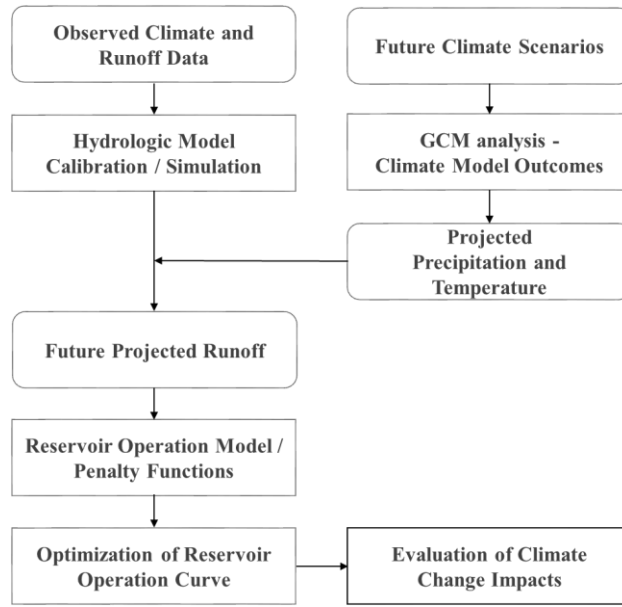 Observed Climate and
Runoff Data
Future Climate Scenarios
Hydrologic Model
Calibration / Simulation
GCM analysis -
Climate Model Outcomes
Projected
Precipitation and
Temperature
Future Projected Runoff
Reservoir Operation Model /
Penalty Functions
Optimization of Reservoir
Operation Curve
Evaluation of Climate
Change Impacts